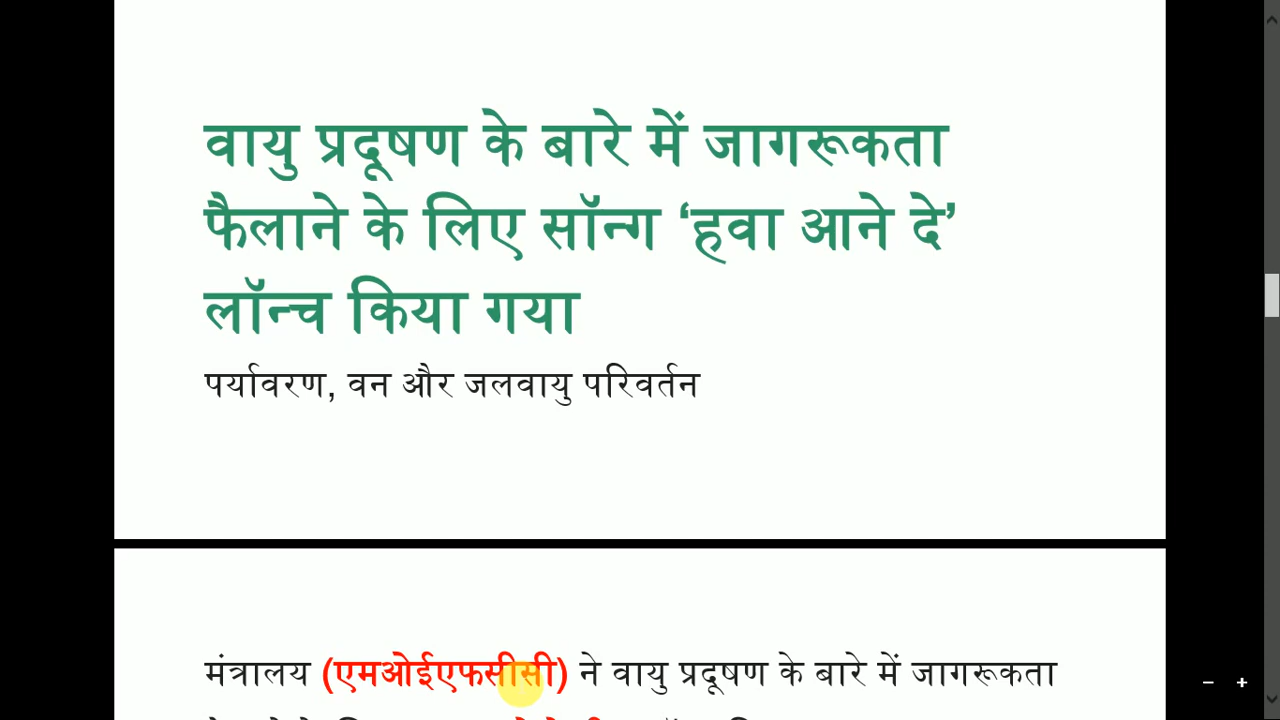 वायु प्रदूषण के बारे में जागरूकता
फैलाने के लिए सॉन्ग ‘हवा आने दे’
लॉन्च किया गया
पर्यावरण, वन और जलवायु परिवर्तन
मंत्रालय (एमओईएफसीसी) ने वायु प्रदूषण के बारे में जागरूकता